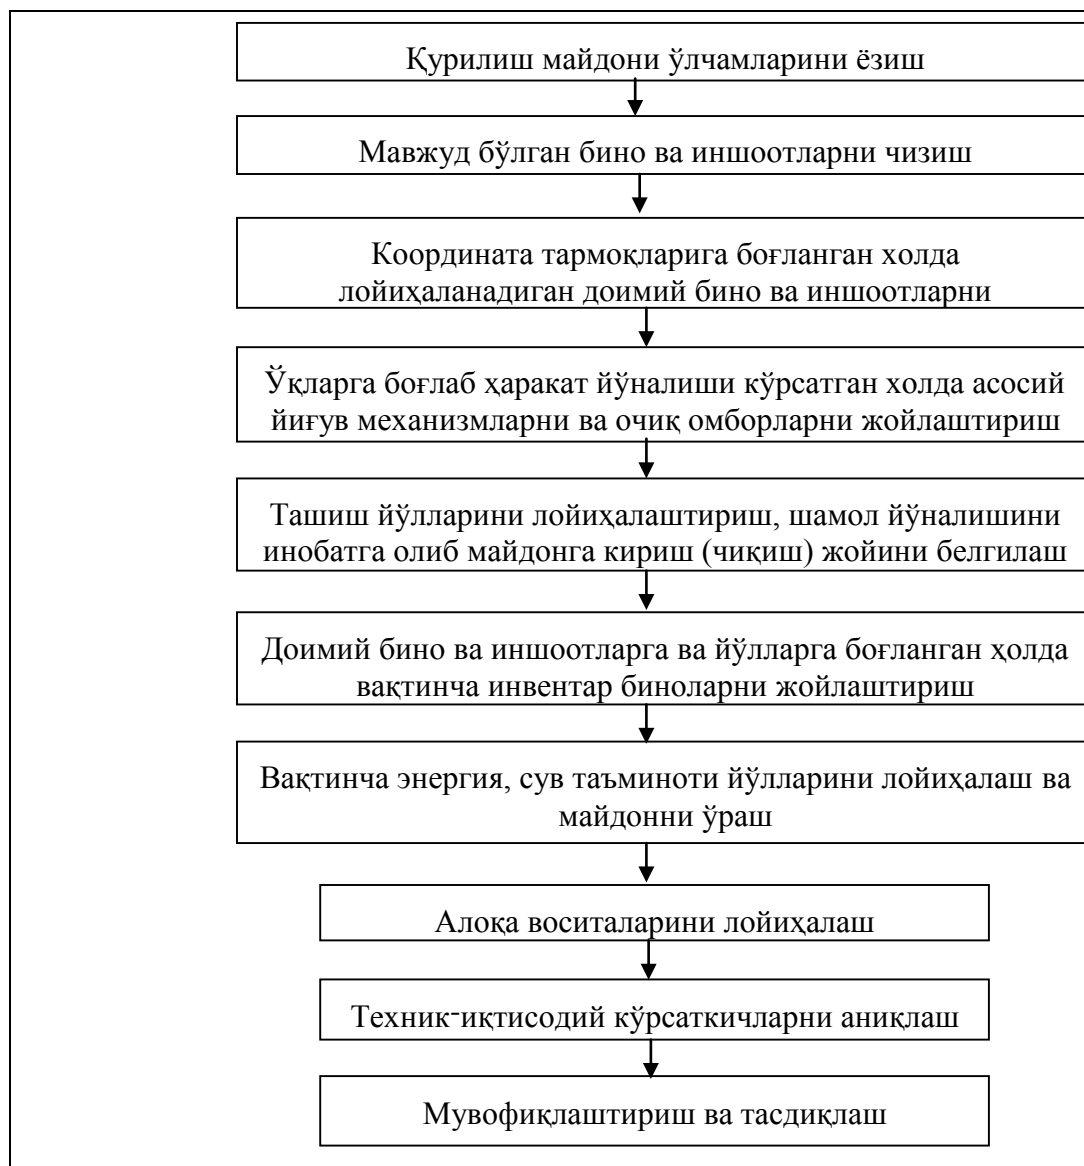 Қурилиш майдони ўлчамларини ёзиш
Мавжуд бўлган бино ва иншоотларни чизиш
Координата тармоқларига боғланган холда
лойиҳаланадиган доимий бино ва иншоотларни
Ўқларга боғлаб ҳаракат йўналиши кўрсатган холда асосий
йиғув механизмларни ва очиқ омборларни жойлаштириш
Ташиш йўлларини лойиҳалаштириш, шамол йўналишини
инобатга олиб майдонга кириш (чиқиш) жойини белгилаш
Доимий бино ва иншоотларга ва йўлларга боғланган ҳолда
вақтинча инвентар биноларни жойлаштириш
Вақтинча энергия, сув таъминоти йўлларини лойиҳалаш ва
майдонни ўраш
Алоқа воситаларини лойиҳалаш
Техник-иқтисодий кўрсаткичларни аниқлаш
Мувофиқлаштириш ва тасдиқлаш